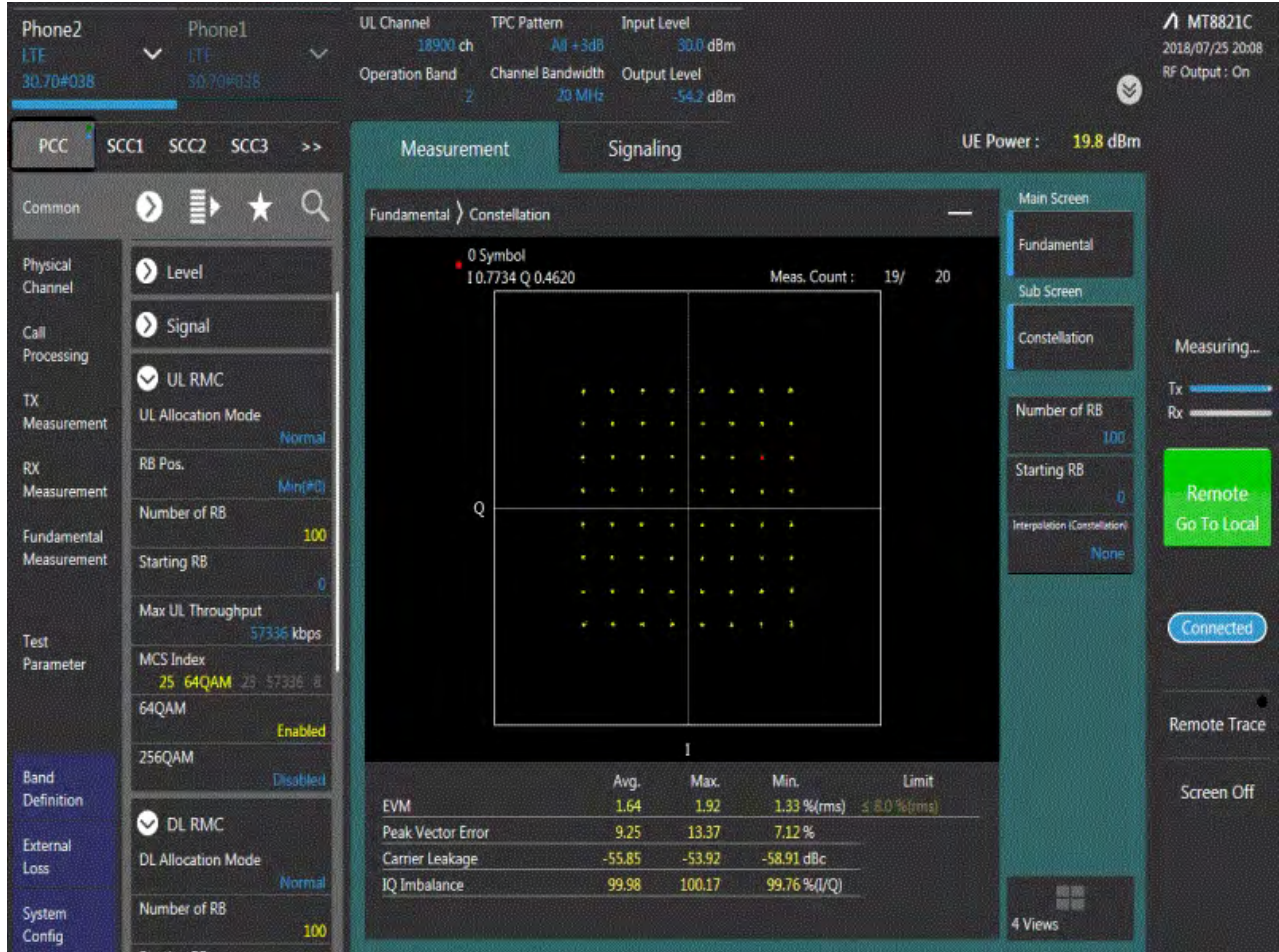 Phone2
LTE
30.70#038
Phone1
LTE
30.70#038
UL Channel
18900 ch
TPC Pattern
All +3dB
Input Level
30.0 dBm
Operation Band
2
Channel Bandwidth
20 MHz
Output Level
-54.2 dBm
MT8821C
2018/07/25 20:08
RF Output : On
PCC SCC1 SCC2 SCC3 >>
Measurement
Signaling
UE Power : 19.8 dBm
Common
Physical
Channel
Call
Processing
TX
Measurement
RX
Measurement
Fundamental
Measurement
Test
Parameter
Band
Definition
External
Loss
System
Config
Level
Signal
UL RMC
UL Allocation Mode
Normal
RB Pos.
Min(#0)
Number of RB
100
Starting RB
0
Max UL Throughput
57336 kbps
MCS Index
25 64QAM 23 57336 8
64QAM
Enabled
256QAM
Disabled
DL RMC
DL Allocation Mode
Normal
Number of RB
100
Fundamental 〉 Constellation
0 Symbol
I 0.7734 Q 0.4620
Meas. Count : 19/ 20
Q
I
Avg. Max. Min. Limit
EVM 1.64 1.92 1.33 %(rms) ≤ 8.0 %(rms)
Peak Vector Error 9.25 13.37 7.12 %
Carrier Leakage -55.85 -53.92 -58.91 dBc
IQ Imbalance 99.98 100.17 99.76 %(I/Q)
Main Screen
Fundamental
Sub Screen
Constellation
Number of RB
100
Starting RB
0
Interpolation (Constellation)
None
4 Views
Measuring...
Tx
Rx
Remote
Go To Local
Connected
Remote Trace
Screen Off